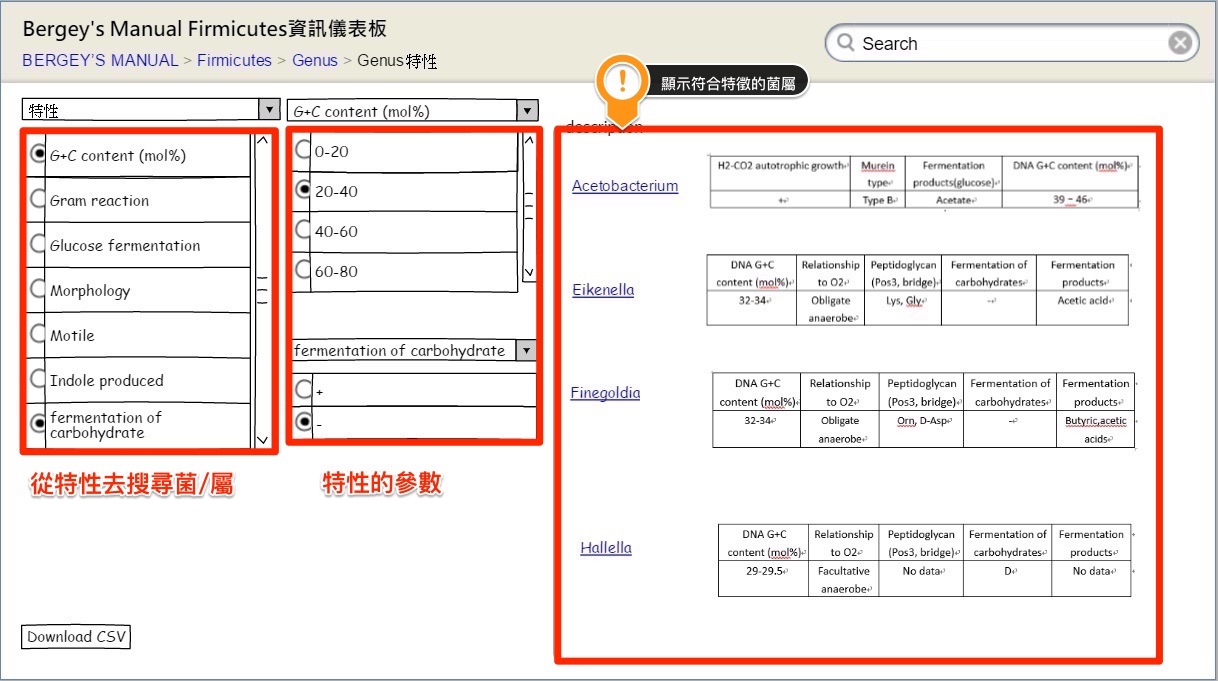 Bergey's Manual Firmicutes資訊儀表板
BERGEY'S MANUAL > Firmicutes > Genus > Genus特性
Search
顯示符合特徵的菌屬
特性
G+C content (mol%)
Gram reaction
Glucose fermentation
Morphology
Motile
Indole produced
fermentation of
carbohydrate
從特性去搜尋菌/屬
G+C content (mol%)
0-20
20-40
40-60
60-80
fermentation of carbohydrate
+
-
特性的參數
description
Acetobacterium
H2-CO2 autotrophic growth Murein Fermentation DNA G+C content (mol%)
type products(glucose)
+ Type B Acetate 39 – 46
Eikenella
DNA G+C Relationship Peptidoglycan Fermentation of Fermentation
content (mol%) to O2 (Pos3, bridge) carbohydrates products
32-34 Obligate Lys, Gly - Acetic acid
anaerobe
Finegoldia
DNA G+C Relationship Peptidoglycan Fermentation of Fermentation
content (mol%) to O2 (Pos3, bridge) carbohydrates products
32-34 Obligate Orn, D-Asp - Butyric,acetic
anaerobe acids
Hallella
DNA G+C Relationship Peptidoglycan Fermentation of Fermentation
content (mol%) to O2 (Pos3, bridge) carbohydrates products
29-29.5 Facultative No data D No data
anaerobe
Download CSV